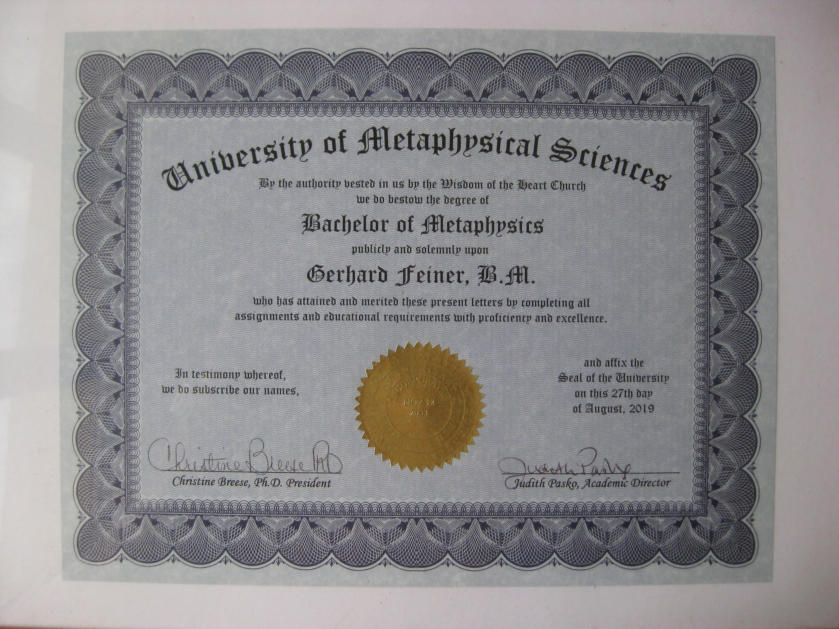 University of Metaphysical Sciences
By the authority vested in us by the Wisdom of the Heart Church
we do bestow the degree of
Bachelor of Metaphysics
publicly and solemnly upon
Gerhard Feiner, B.M.
who has attained and merited these present letters by completing all
assignments and educational requirements with proficiency and excellence.
In testimony whereof,
we do subscribe our names,
and affix the
Seal of the University
on this 27th day
of August, 2019
Christine Breese PhD
Christine Breese, Ph.D. President
Judith Pasko
Judith Pasko, Academic Director